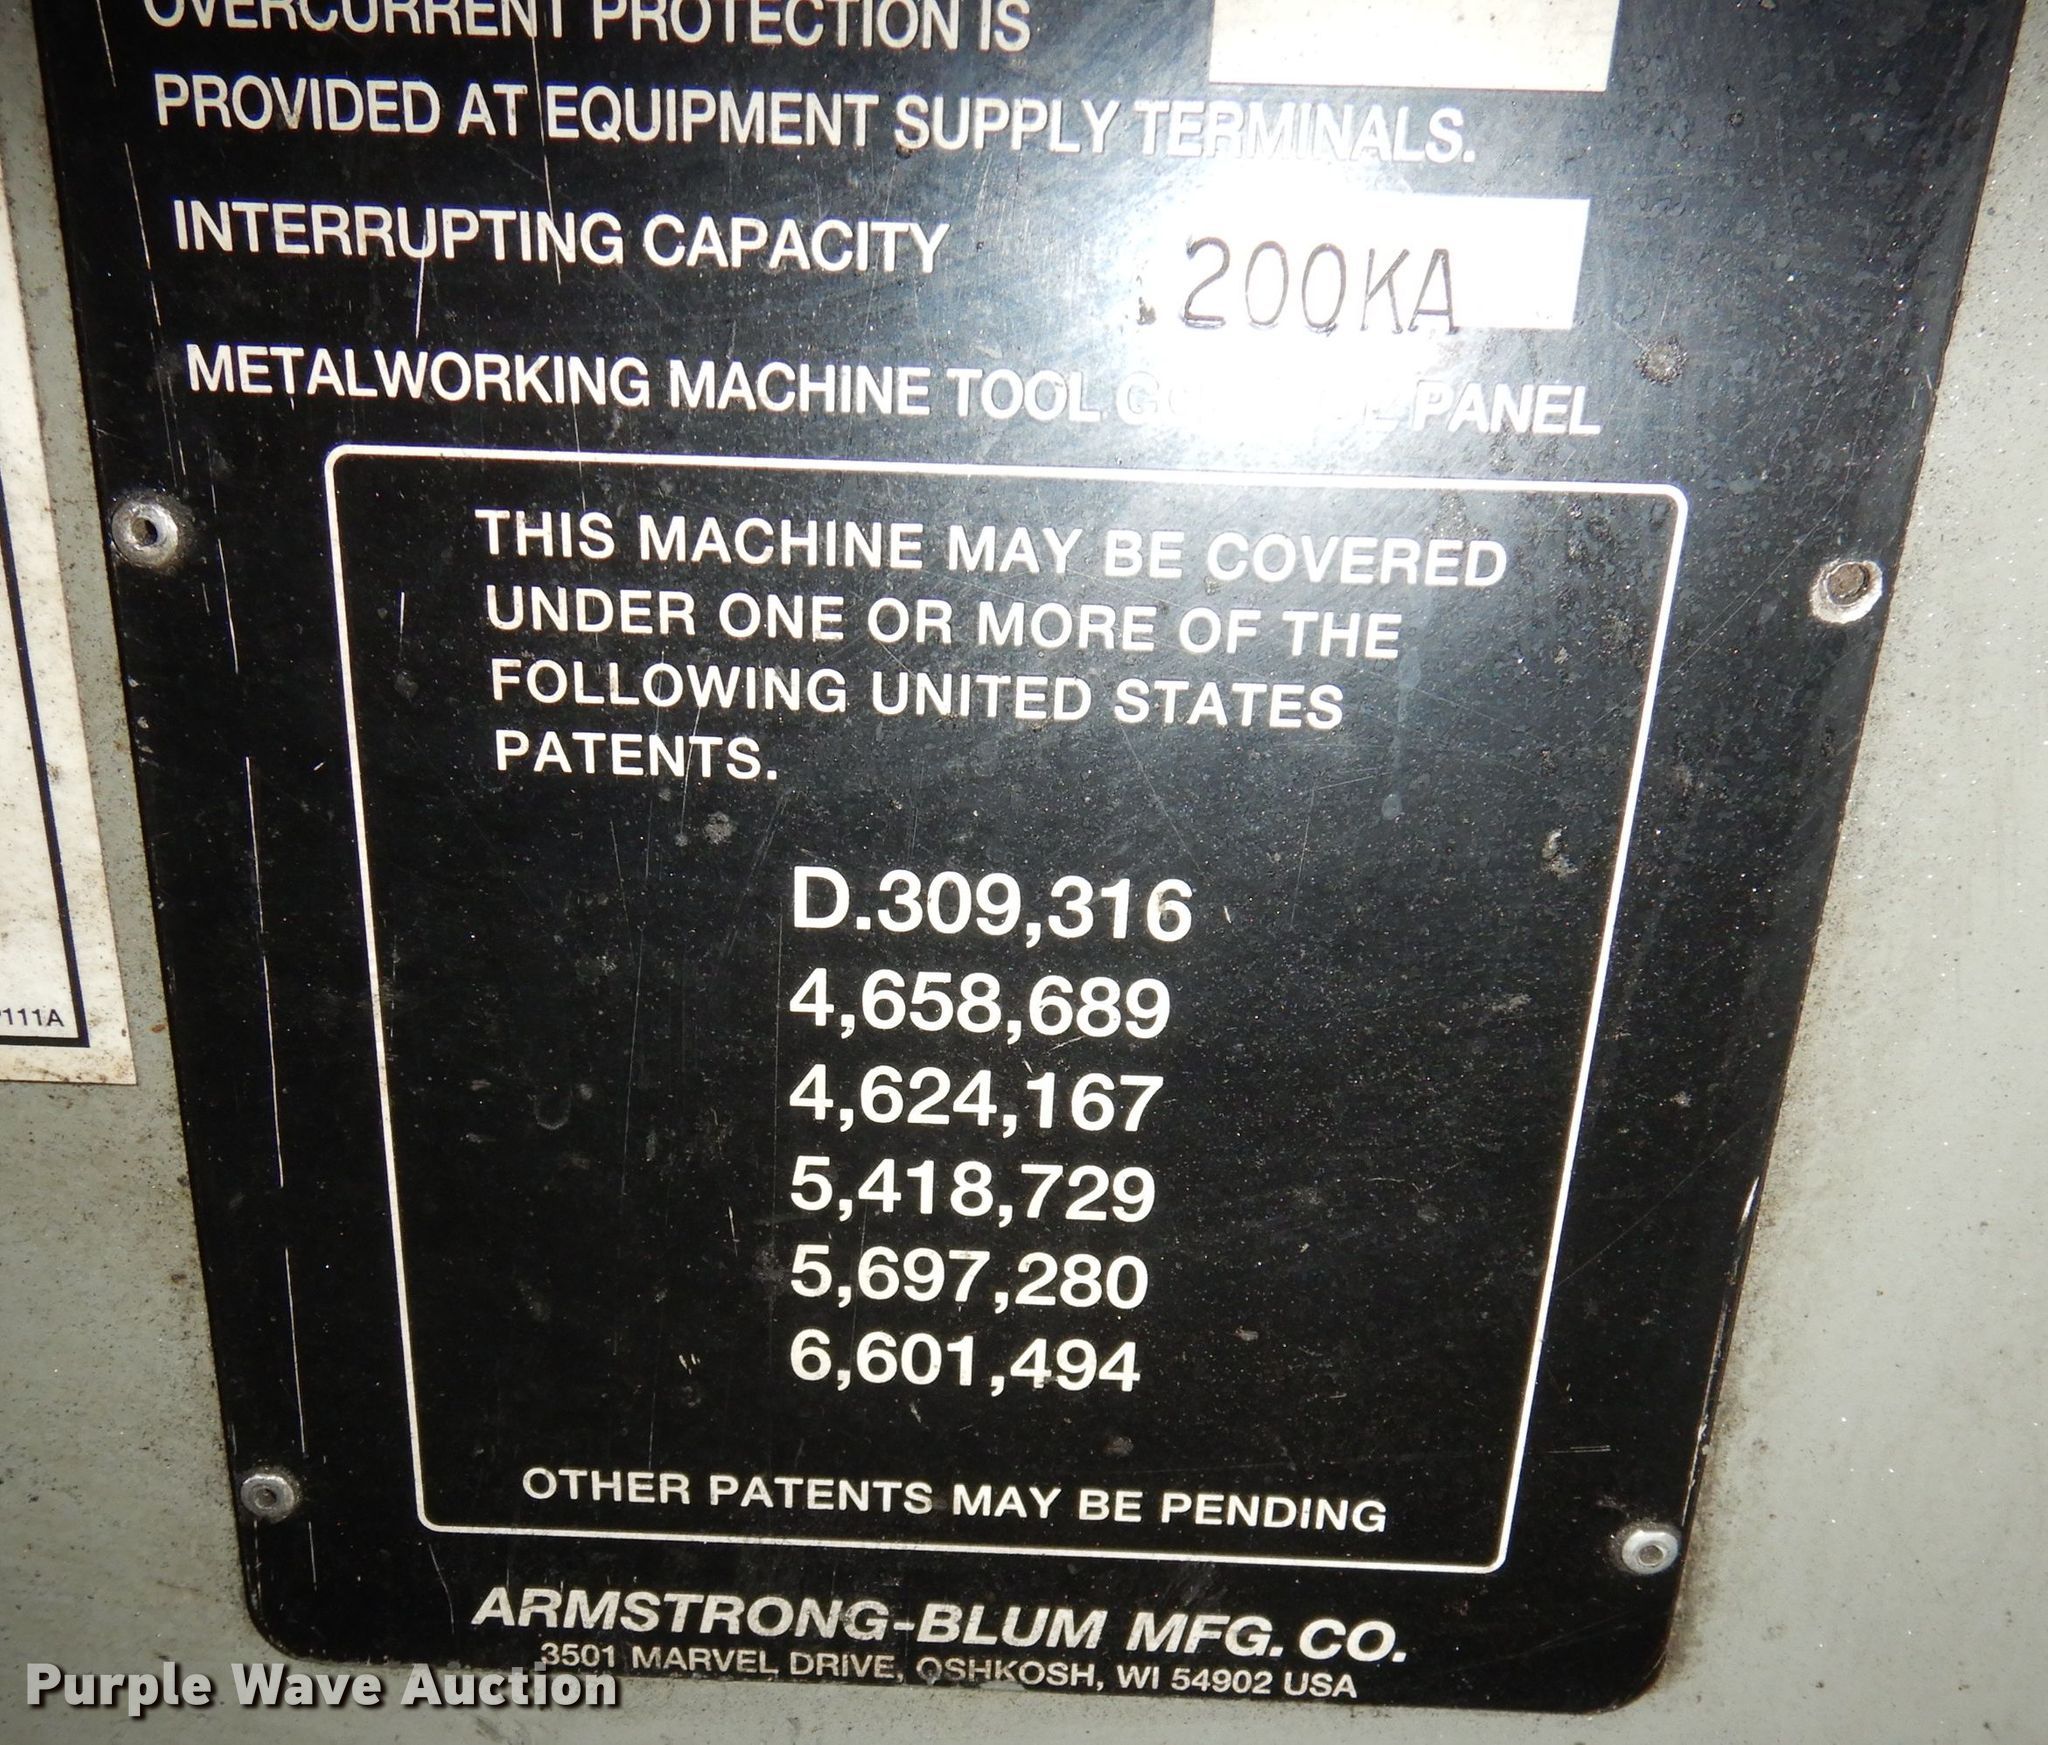 OVERCURRENT PROTECTION IS
PROVIDED AT EQUIPMENT SUPPLY TERMINALS.
INTERRUPTING CAPACITY 200KA
METALWORKING MACHINE TOOL PANEL
THIS MACHINE MAY BE COVERED
UNDER ONE OR MORE OF THE
FOLLOWING UNITED STATES
PATENTS.
D.309,316
4,658,689
4,624,167
5,418,729
5,697,280
6,601,494
OTHER PATENTS MAY BE PENDING
ARMSTRONG-BLUM MFG. CO.
3501 MARVEL DRIVE, OSHKOSH, WI 54902 USA
111A
Purple Wave Auction